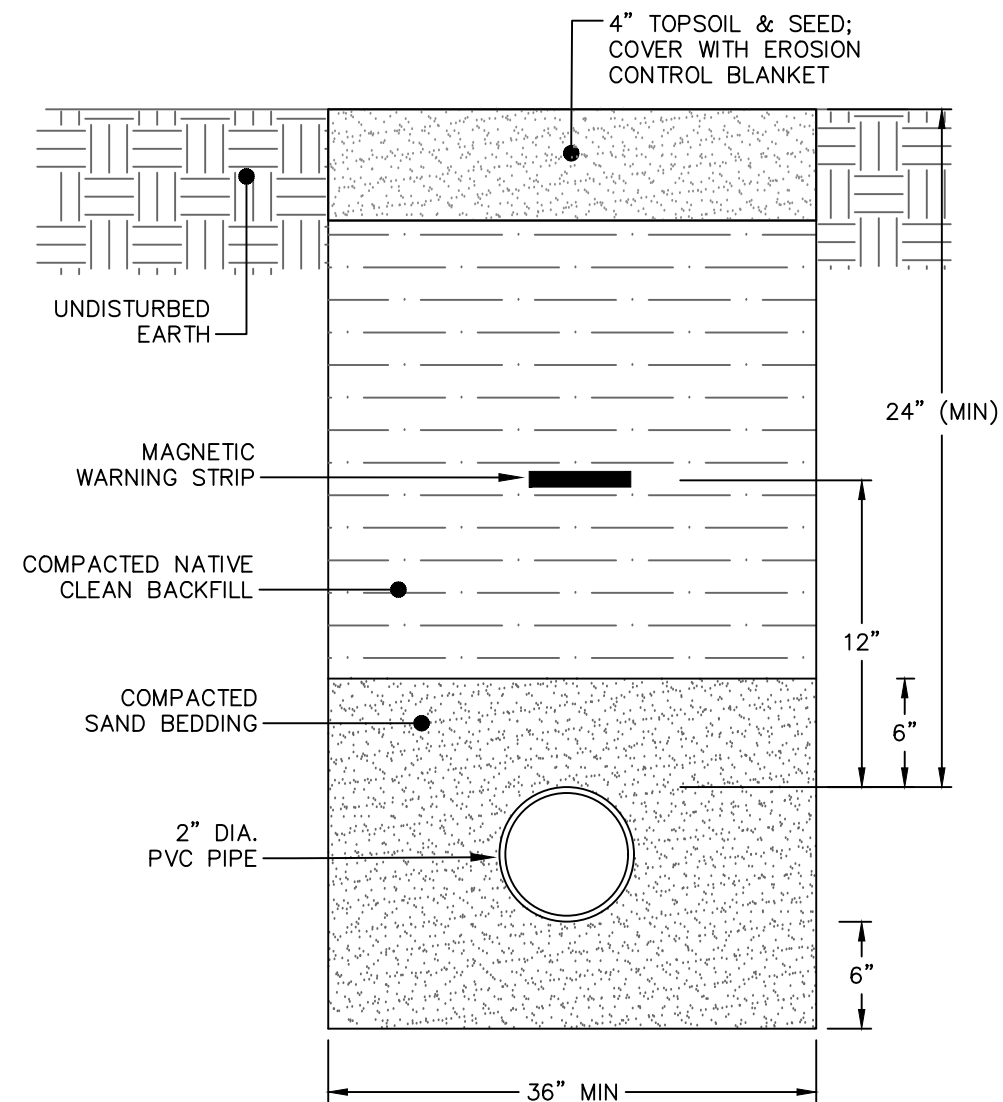 4” TOPSOIL & SEED;
COVER WITH EROSION
CONTROL BLANKET
UNDISTURBED
EARTH
24” (MIN)
MAGNETIC
WARNING STRIP
COMPACTED NATIVE
CLEAN BACKFILL
12”
COMPACTED
SAND BEDDING
6”
2” DIA.
PVC PIPE
6”
36” MIN